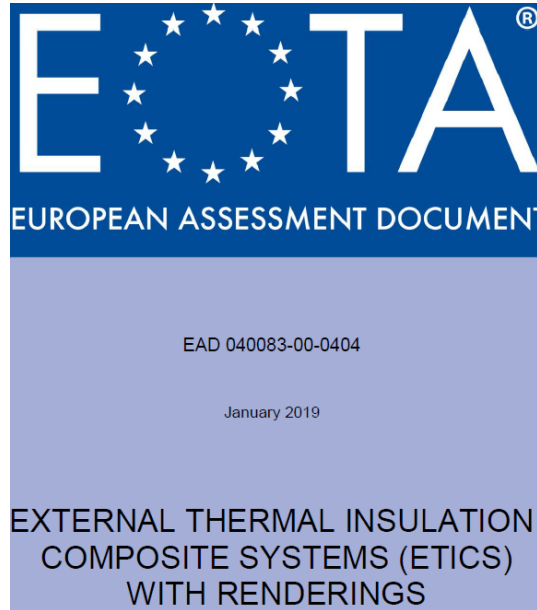 EOTA®
EUROPEAN ASSESSMENT DOCUMENT
EAD 040083-00-0404
January 2019
EXTERNAL THERMAL INSULATION
COMPOSITE SYSTEMS (ETICS)
WITH RENDERINGS